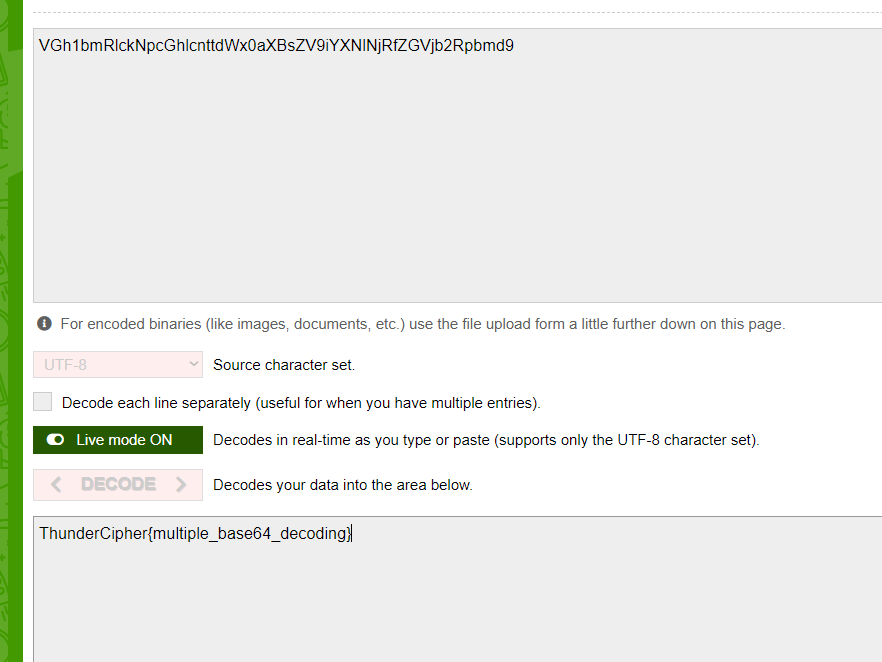 VGh1bmRlckNpcGhlcnttdWx0aXBsZV9iYXNlNjRfZGVjb2Rpbmd9
For encoded binaries (like images, documents, etc.) use the file upload form a little further down on this page.
UTF-8 Source character set.
Decode each line separately (useful for when you have multiple entries).
Live mode ON Decodes in real-time as you type or paste (supports only the UTF-8 character set).
DECODE Decodes your data into the area below.
ThunderCipher{multiple_base64_decoding}